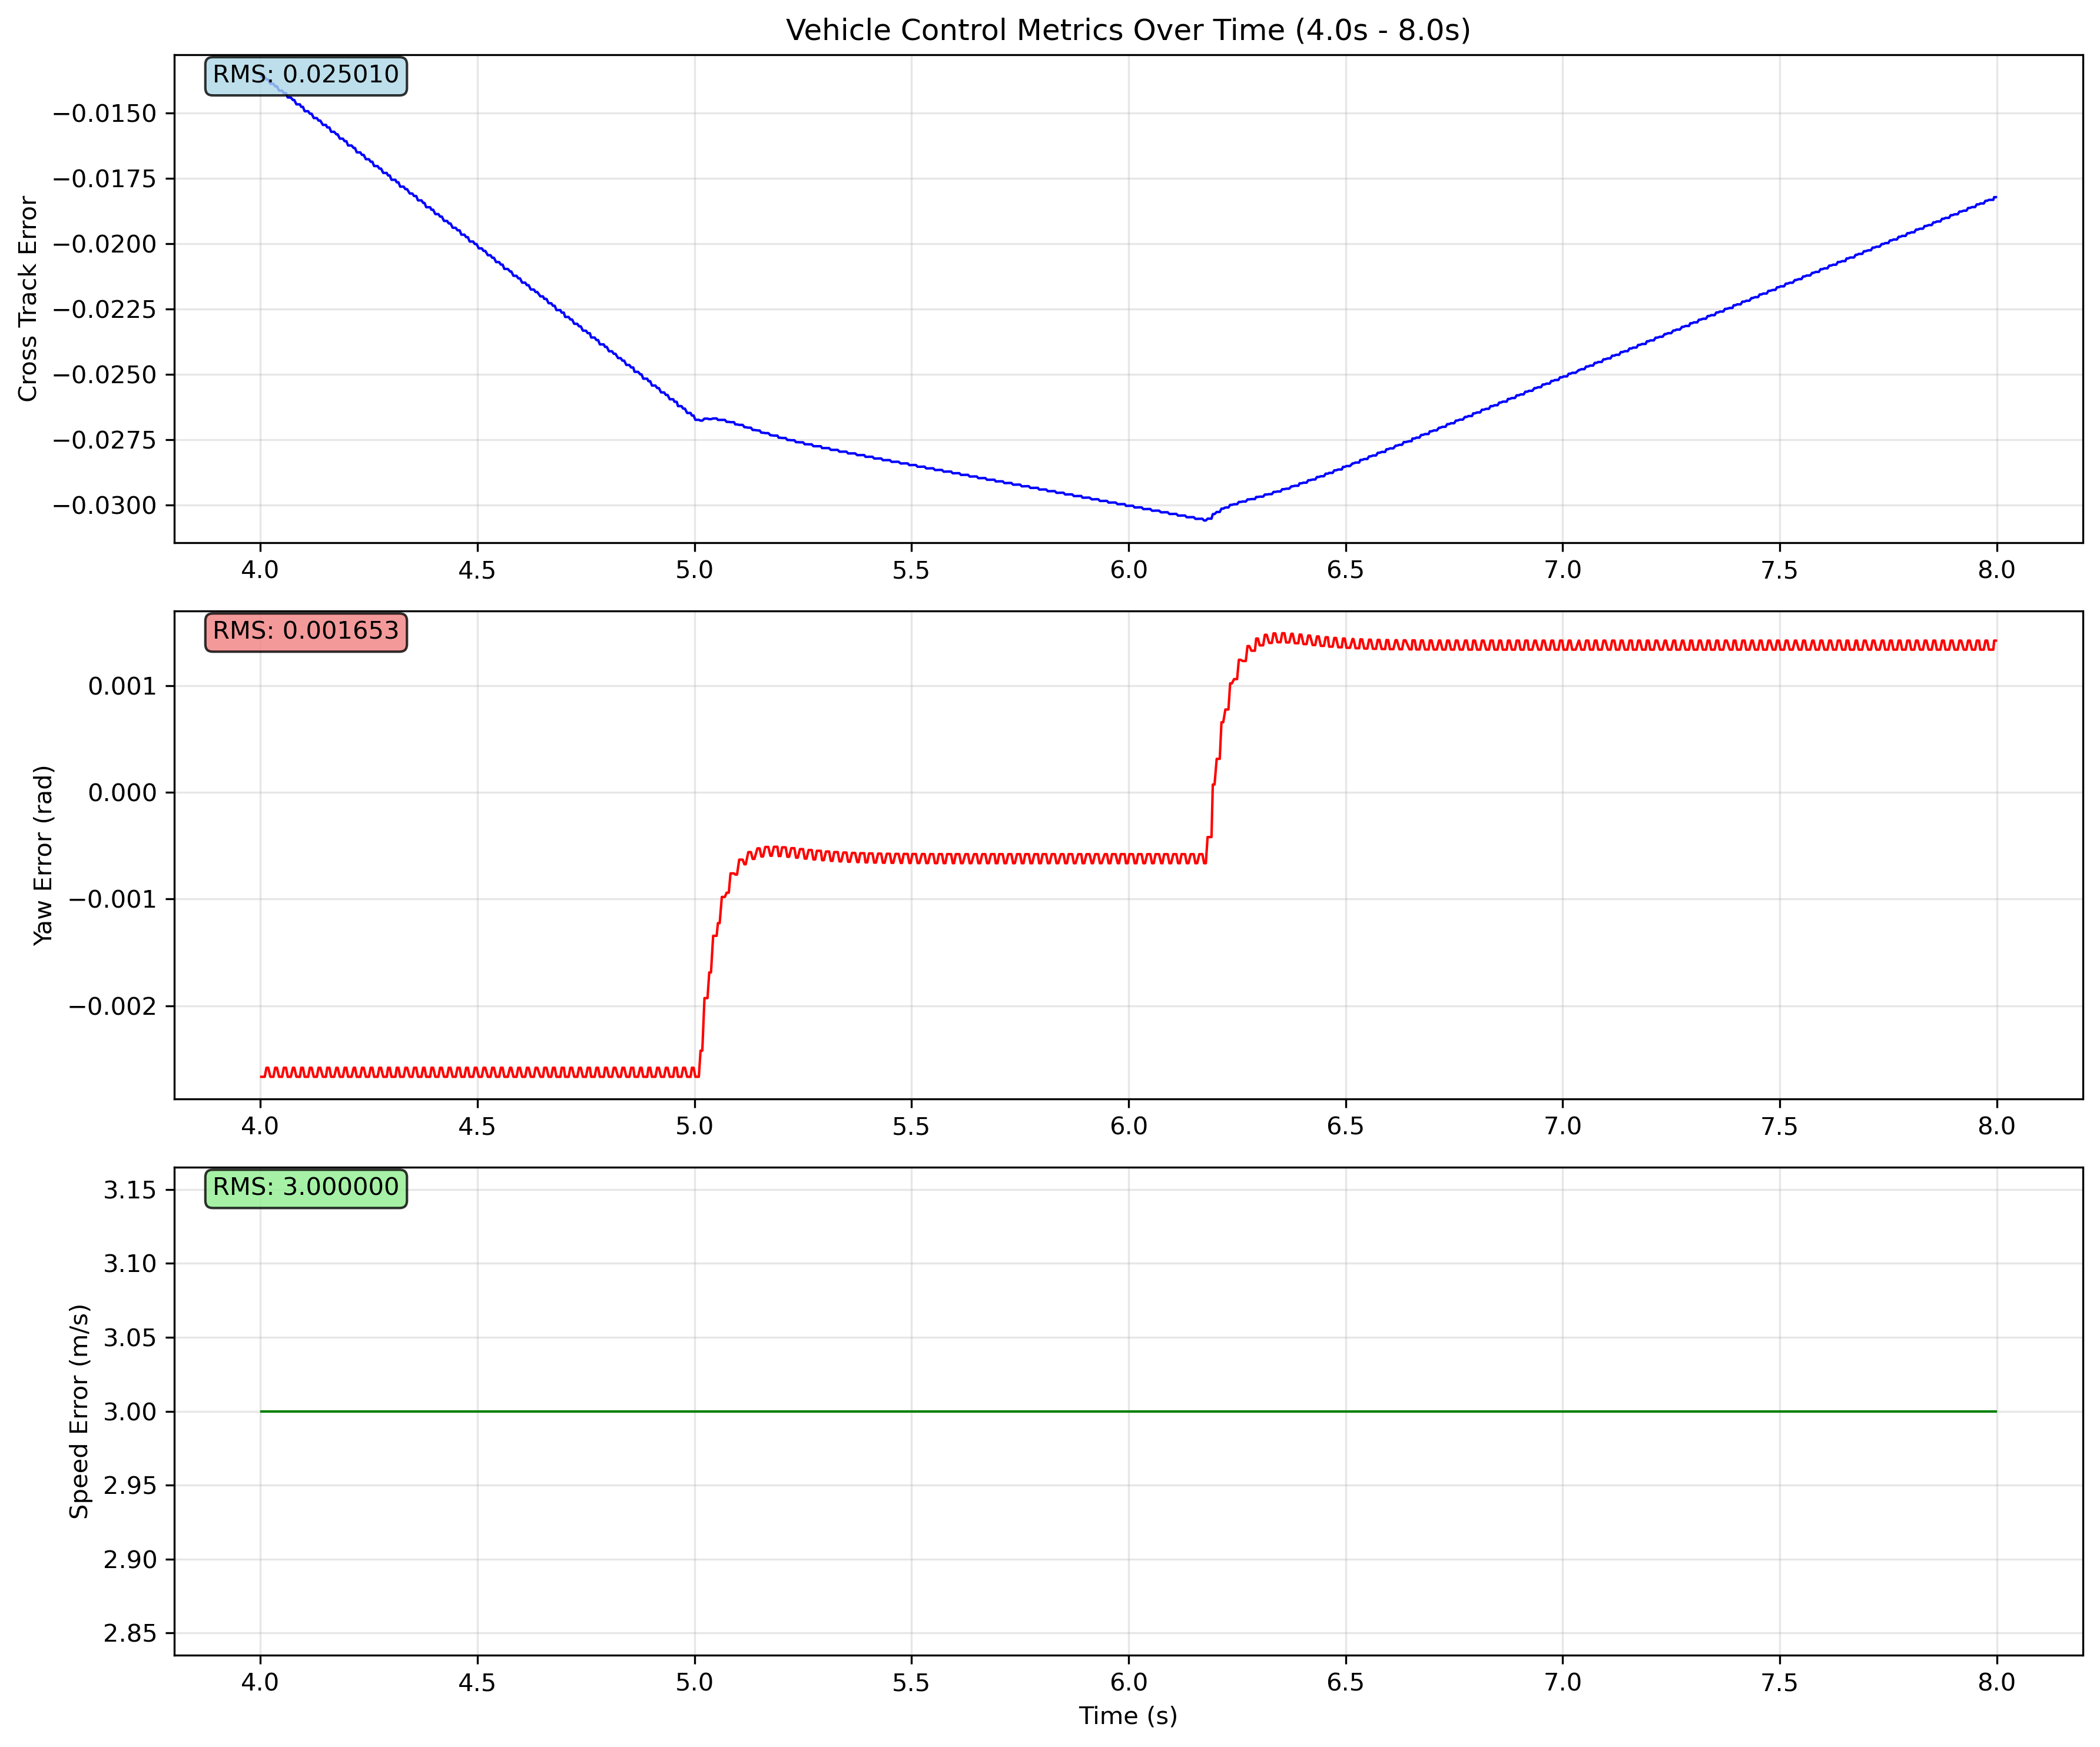 Vehicle Control Metrics Over Time (4.0s - 8.0s)
RMS: 0.025010
Cross Track Error
−0.0150
−0.0175
−0.0200
−0.0225
−0.0250
−0.0275
−0.0300
4.0 4.5 5.0 5.5 6.0 6.5 7.0 7.5 8.0
RMS: 0.001653
Yaw Error (rad)
0.001
0.000
−0.001
−0.002
4.0 4.5 5.0 5.5 6.0 6.5 7.0 7.5 8.0
RMS: 3.000000
Speed Error (m/s)
3.15
3.10
3.05
3.00
2.95
2.90
2.85
4.0 4.5 5.0 5.5 6.0 6.5 7.0 7.5 8.0
Time (s)